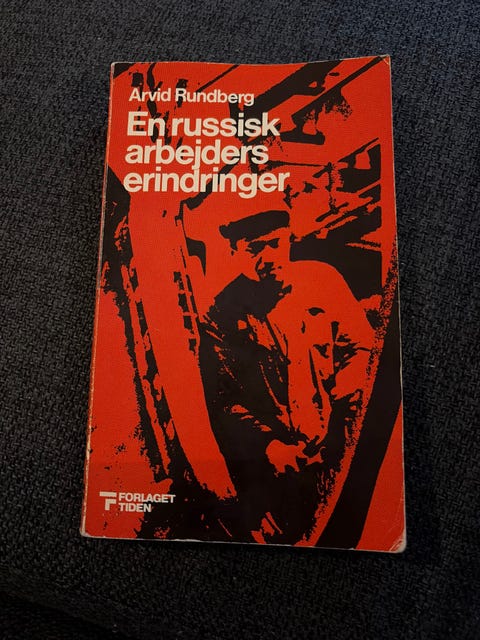 Arvid Rundberg
En russisk
arbejders
erindringer
FORLAGET
TIDEN